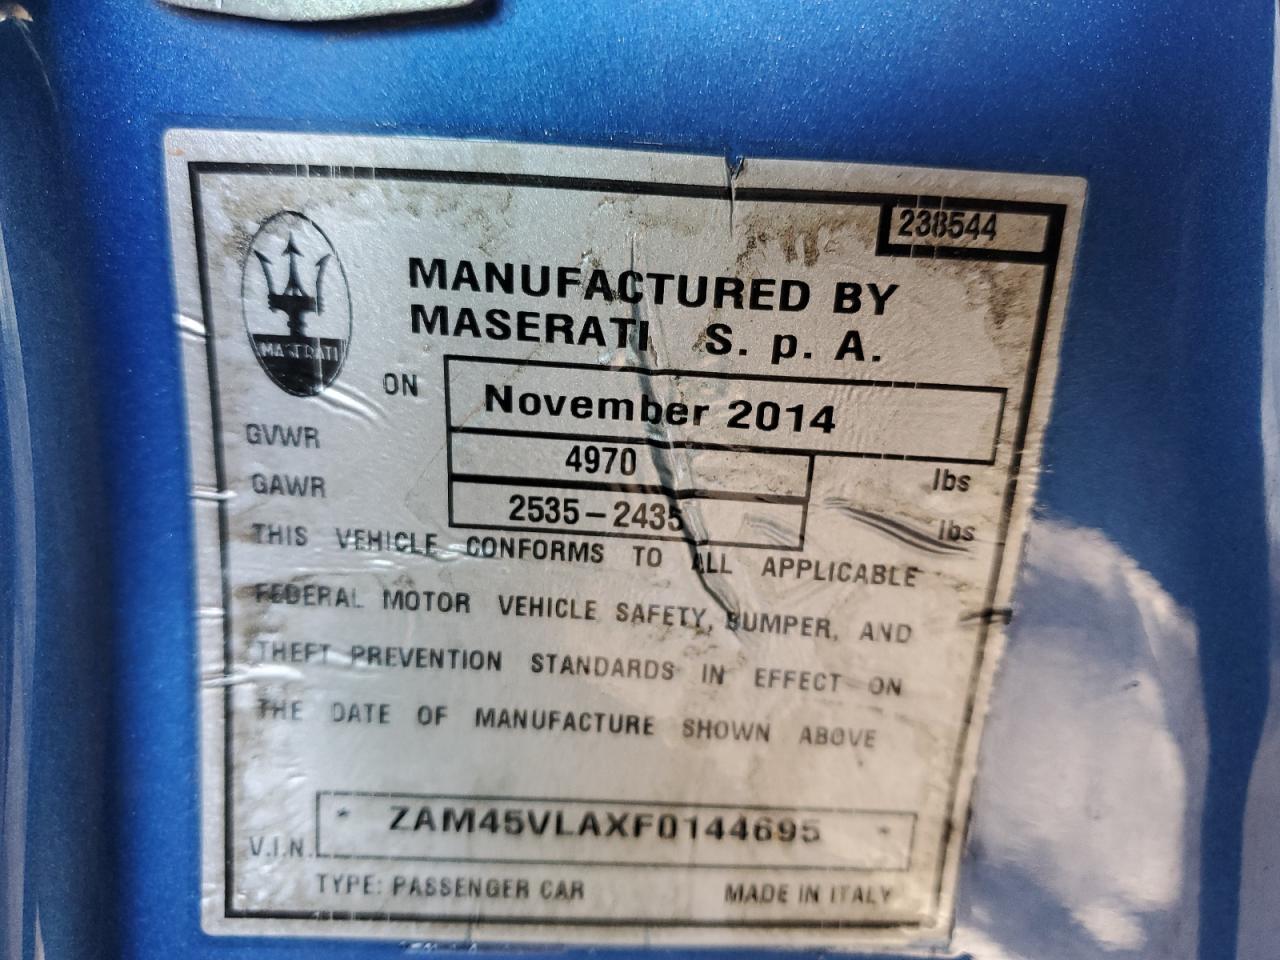 238544
MASERATI
MANUFACTURED BY
MASERATI S. p. A.
ON November 2014
GVWR 4970 lbs
GAWR 2535-2435 lbs
THIS VEHICLE CONFORMS TO ALL APPLICABLE
FEDERAL MOTOR VEHICLE SAFETY, BUMPER, AND
THEFT PREVENTION STANDARDS IN EFFECT ON
THE DATE OF MANUFACTURE SHOWN ABOVE
V.I.N. * ZAM45VLAXF0144695 *
TYPE: PASSENGER CAR MADE IN ITALY